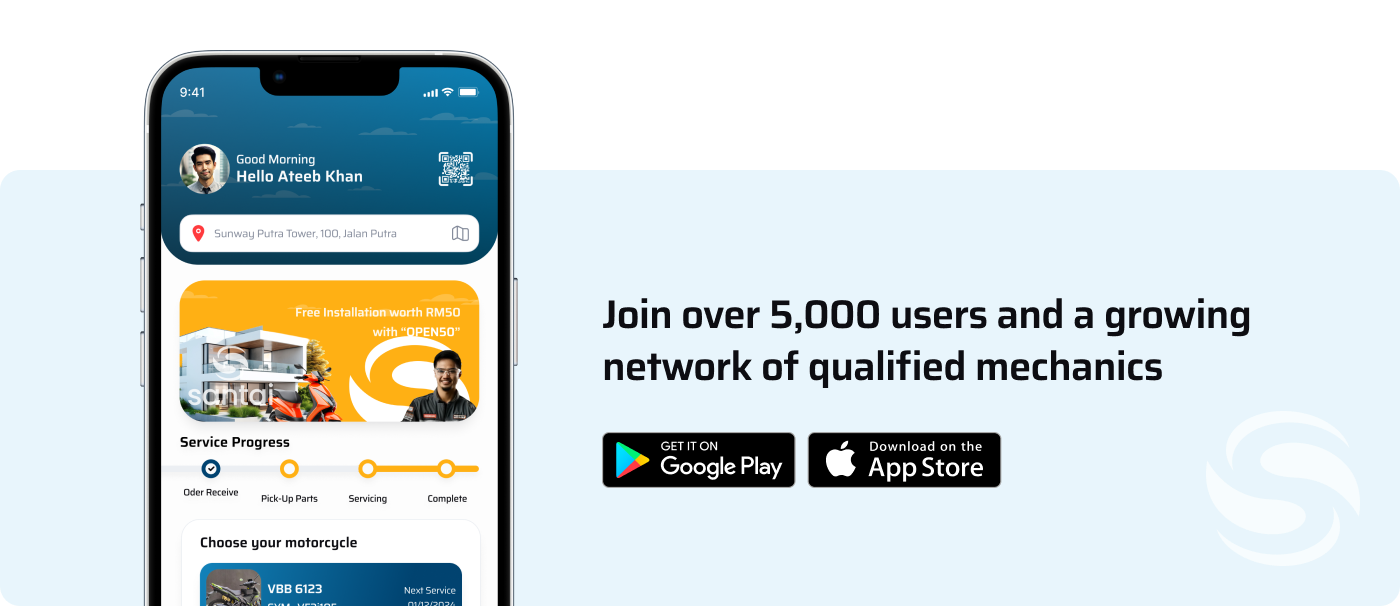 9:41
Good Morning
Hello Ateeb Khan
Sunway Putra Tower, 100, Jalan Putra
Free Installation worth RM50
with “OPEN50”
santai
Service Progress
Oder Receive
Pick-Up Parts
Servicing
Complete
Choose your motorcycle
VBB 6123
Next Service
01/12/2024
Join over 5,000 users and a growing
network of qualified mechanics
GET IT ON
Google Play
Download on the
App Store